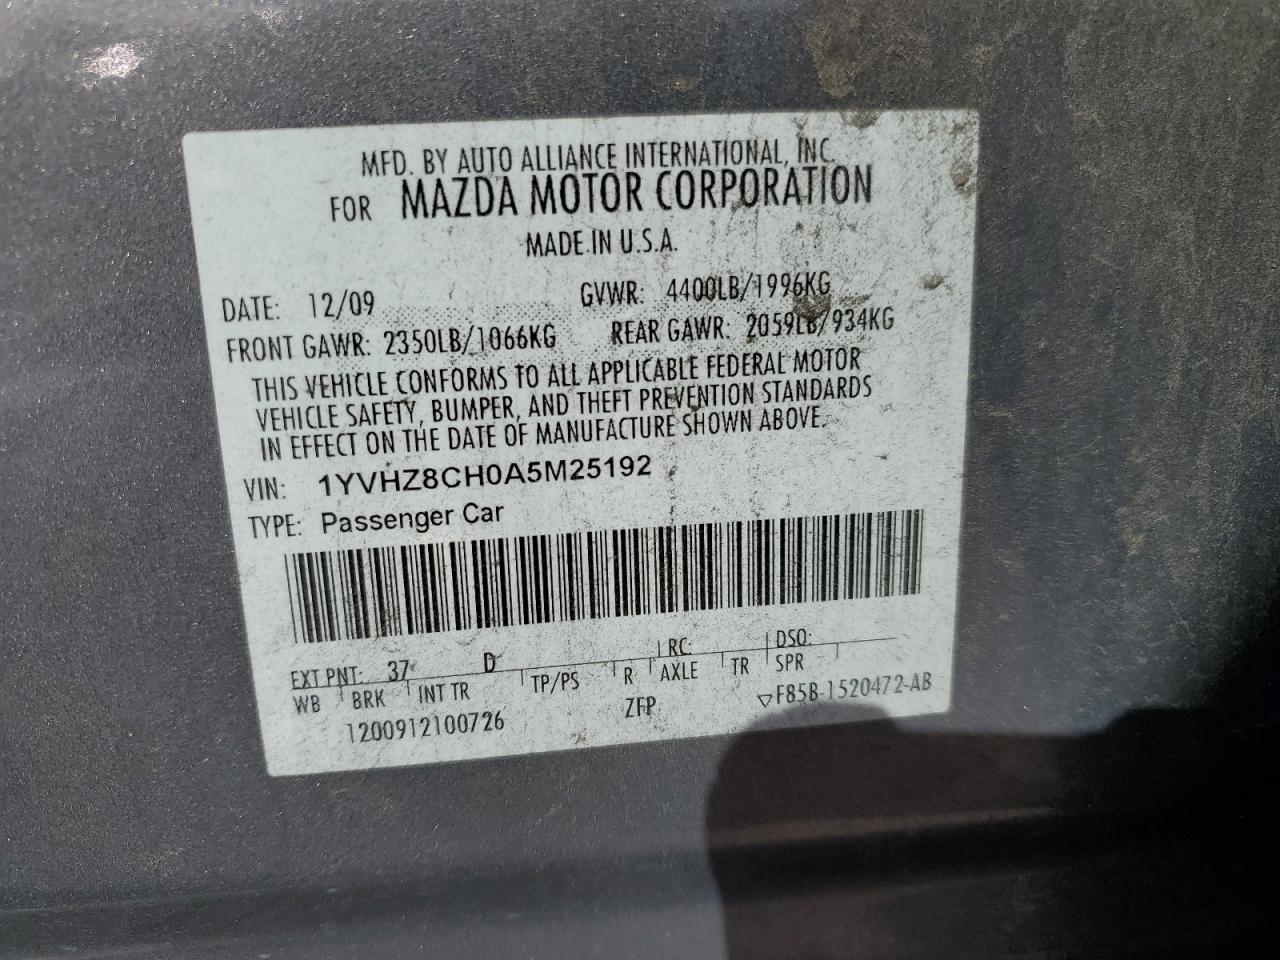 MFD. BY AUTO ALLIANCE INTERNATIONAL, INC.
FOR MAZDA MOTOR CORPORATION
MADE IN U.S.A.
DATE: 12/09 GVWR: 4400LB/1996KG
FRONT GAWR: 2350LB/1066KG REAR GAWR: 2059LB/934KG
THIS VEHICLE CONFORMS TO ALL APPLICABLE FEDERAL MOTOR
VEHICLE SAFETY, BUMPER, AND THEFT PREVENTION STANDARDS
IN EFFECT ON THE DATE OF MANUFACTURE SHOWN ABOVE.
VIN: 1YVHZ8CH0A5M25192
TYPE: Passenger Car
EXT PNT: 37 D RC: DSO:
WB BRK INT TR TP/PS R AXLE TR SPR
1200912100726 ZFP ▽F85B-1520472-AB